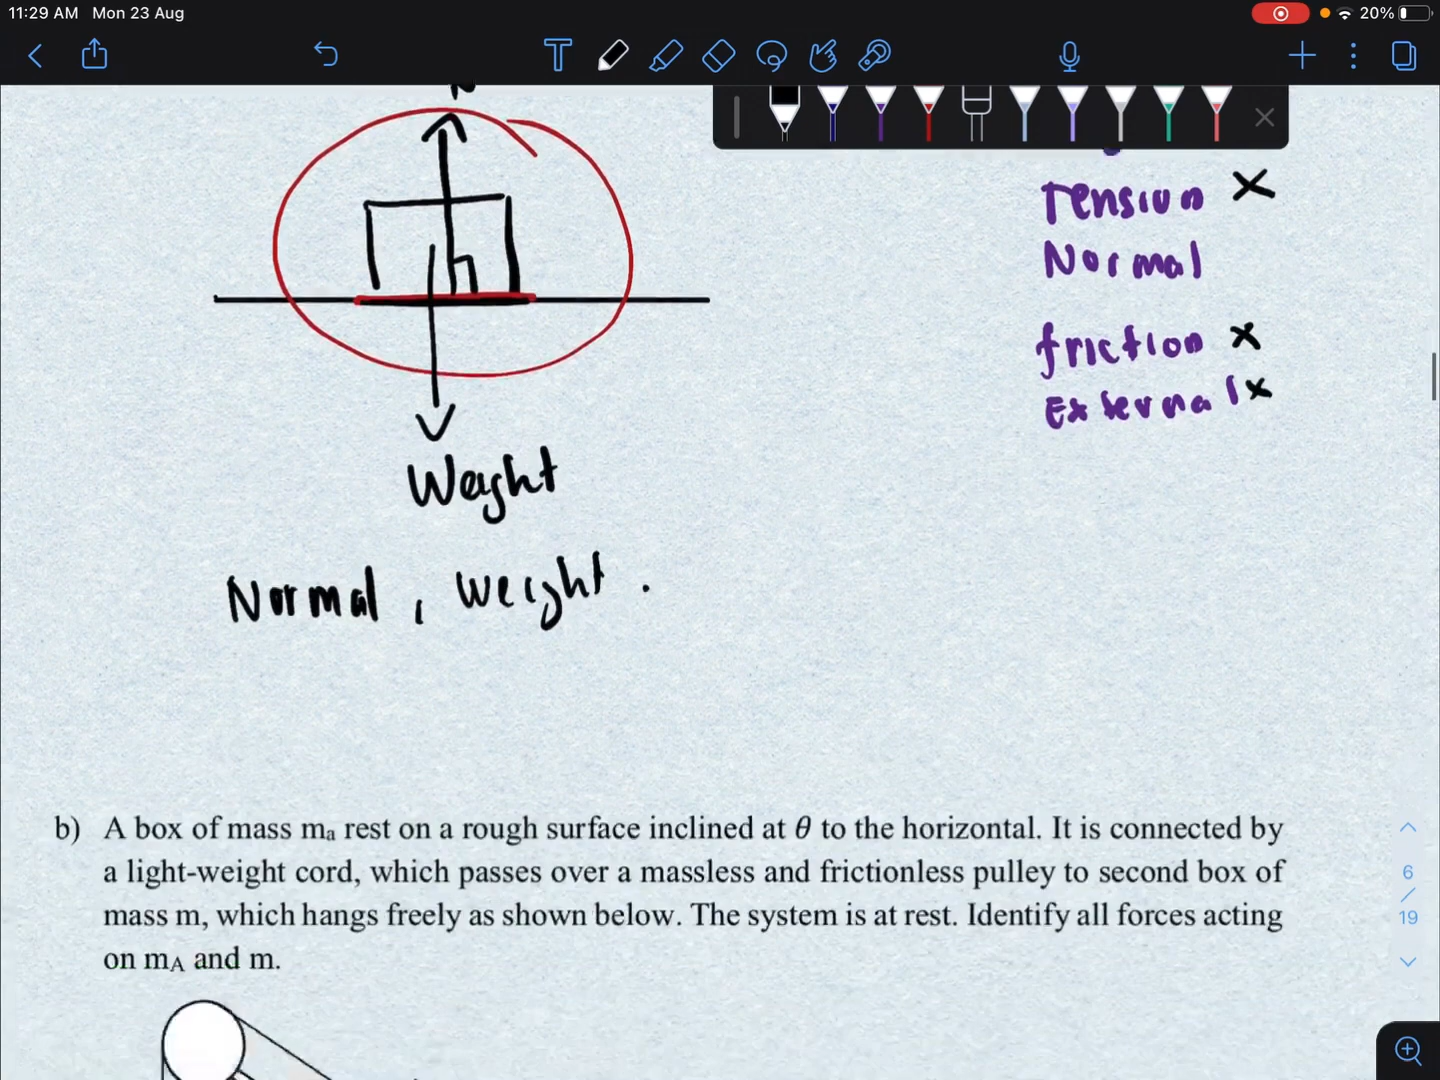 11:29 AM Mon 23 Aug
20%
Tension x
Normal
friction x
External x
Weight
Normal , weight .
b) A box of mass ma rest on a rough surface inclined at θ to the horizontal. It is connected by
a light-weight cord, which passes over a massless and frictionless pulley to second box of
mass m, which hangs freely as shown below. The system is at rest. Identify all forces acting
on mA and m.
6
/
19